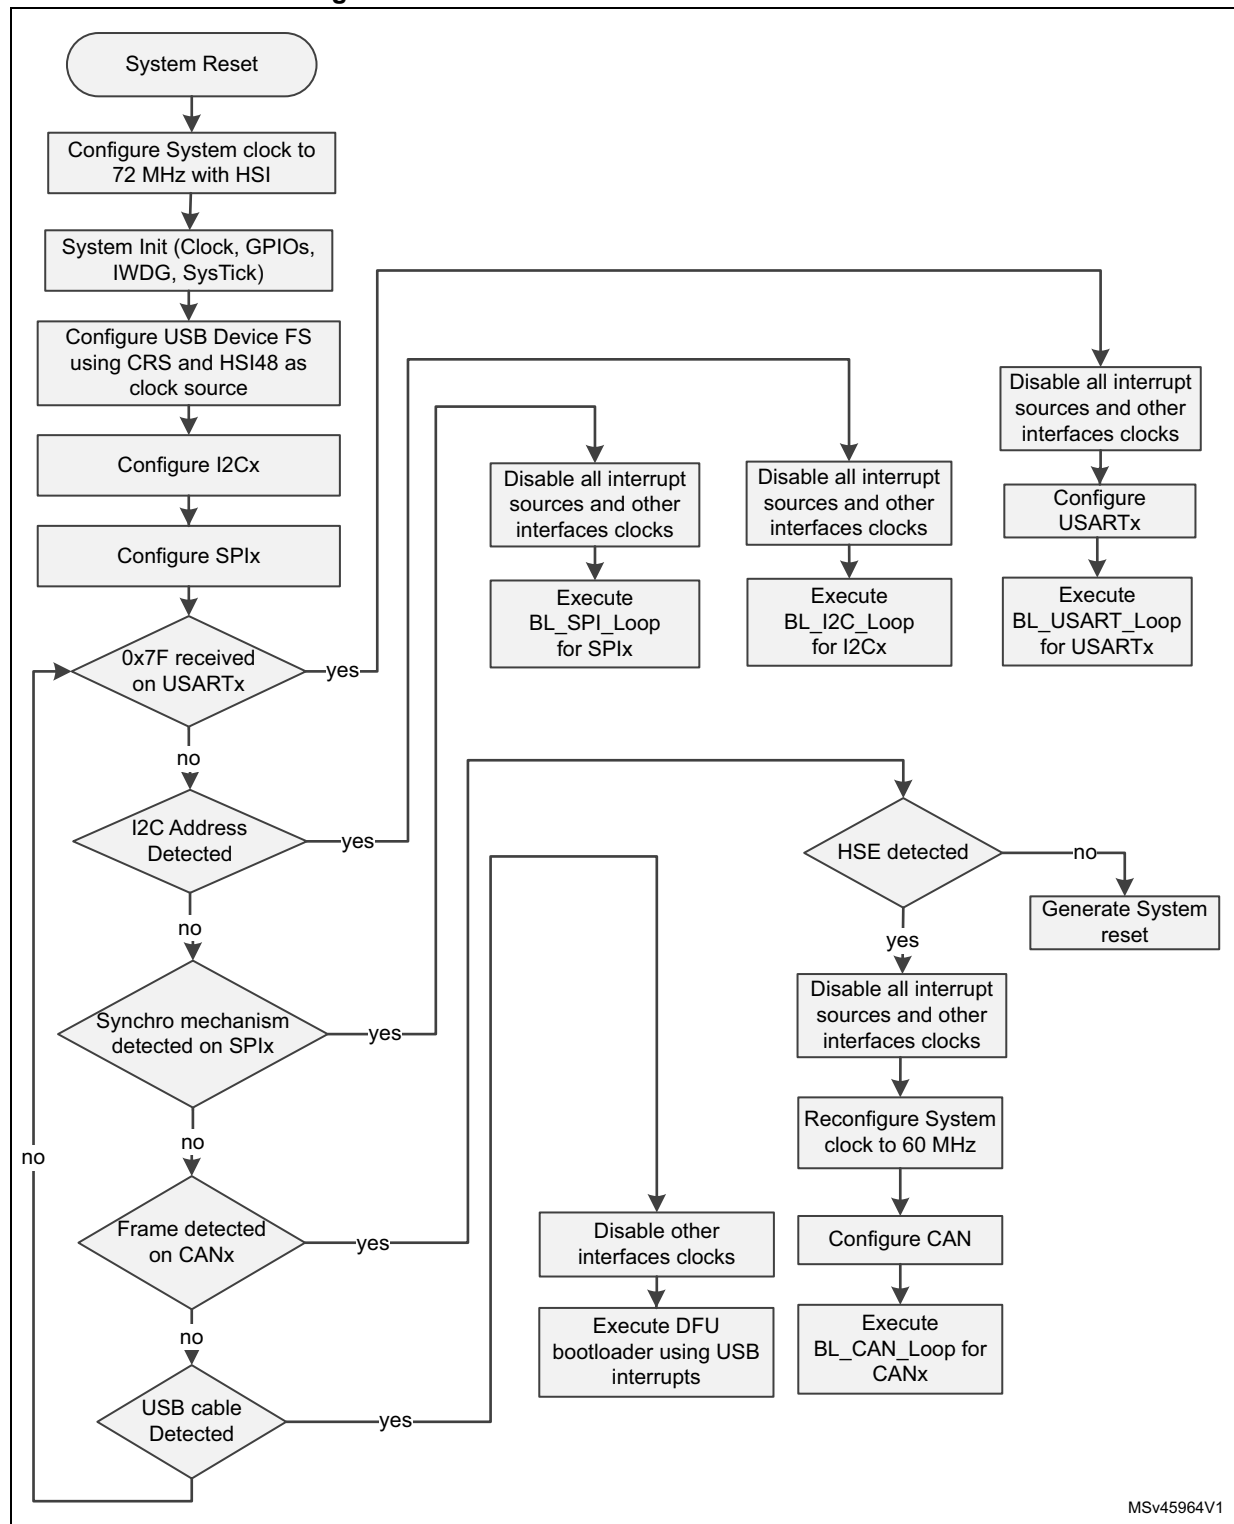 System Reset
Configure System clock to
72 MHz with HSI
System Init (Clock, GPIOs,
IWDG, SysTick)
Configure USB Device FS
using CRS and HSI48 as
clock source
Configure I2Cx
Configure SPIx
0x7F received
on USARTx
yes
no
I2C Address
Detected
yes
no
Synchro mechanism
detected on SPIx
yes
no
Frame detected
on CANx
yes
no
USB cable
Detected
yes
no
Disable all interrupt
sources and other
interfaces clocks
Execute
BL_SPI_Loop
for SPIx
Disable all interrupt
sources and other
interfaces clocks
Execute
BL_I2C_Loop
for I2Cx
Disable all interrupt
sources and other
interfaces clocks
Configure
USARTx
Execute
BL_USART_Loop
for USARTx
HSE detected
no
Generate System
reset
yes
Disable all interrupt
sources and other
interfaces clocks
Reconfigure System
clock to 60 MHz
Configure CAN
Execute
BL_CAN_Loop for
CANx
Disable other
interfaces clocks
Execute DFU
bootloader using USB
interrupts
MSv45964V1